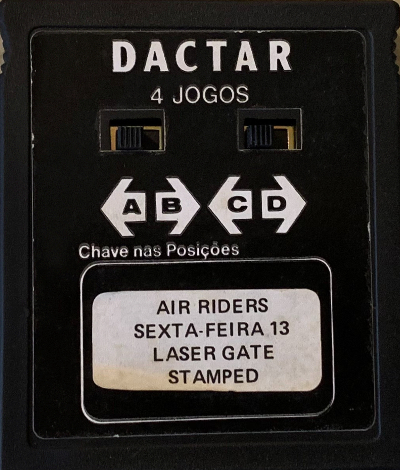 DACTAR
4 JOGOS
A B C D
Chave nas Posições
AIR RIDERS
SEXTA-FEIRA 13
LASER GATE
STAMPED